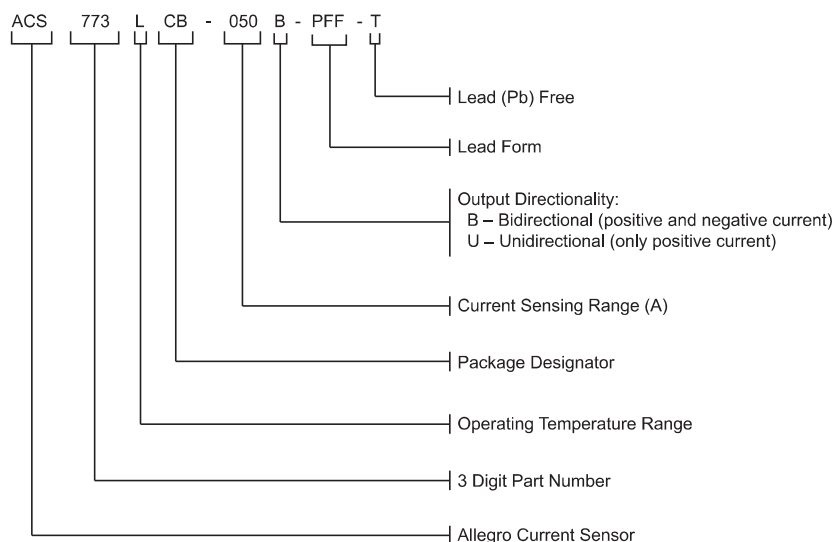 ACS 773 L CB - 050 B - PFF - T
Lead (Pb) Free
Lead Form
Output Directionality:
B – Bidirectional (positive and negative current)
U – Unidirectional (only positive current)
Current Sensing Range (A)
Package Designator
Operating Temperature Range
3 Digit Part Number
Allegro Current Sensor